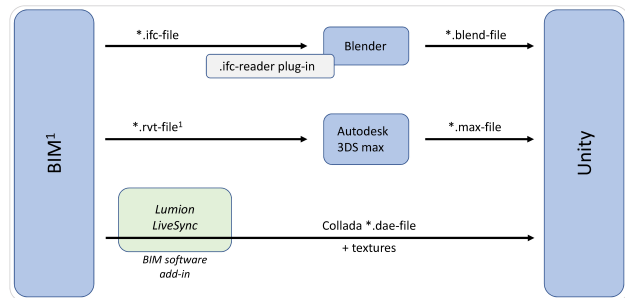 *.ifc-file
Blender
*.blend-file
.ifc-reader plug-in
BIM¹
*.rvt-file¹
Autodesk
3DS max
*.max-file
Unity
Lumion
LiveSync
Collada *.dae-file
+ textures
BIM software
add-in